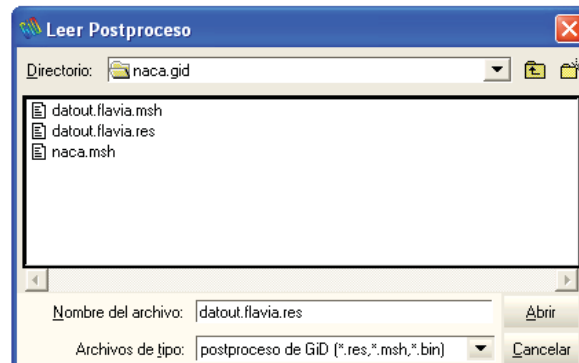 Leer Postproceso
Directorio: naca.gid
datout.flavia.msh
datout.flavia.res
naca.msh
Nombre del archivo: datout.flavia.res Abrir
Archivos de tipo: postproceso de GiD (*.res,*.msh,*.bin) Cancelar